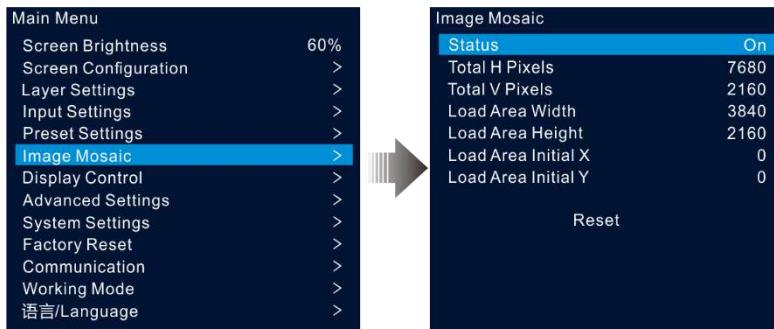 Main Menu
Screen Brightness 60%
Screen Configuration >
Layer Settings >
Input Settings >
Preset Settings >
Image Mosaic >
Display Control >
Advanced Settings >
System Settings >
Factory Reset >
Communication >
Working Mode >
语言/Language >
Image Mosaic
Status On
Total H Pixels 7680
Total V Pixels 2160
Load Area Width 3840
Load Area Height 2160
Load Area Initial X 0
Load Area Initial Y 0
Reset